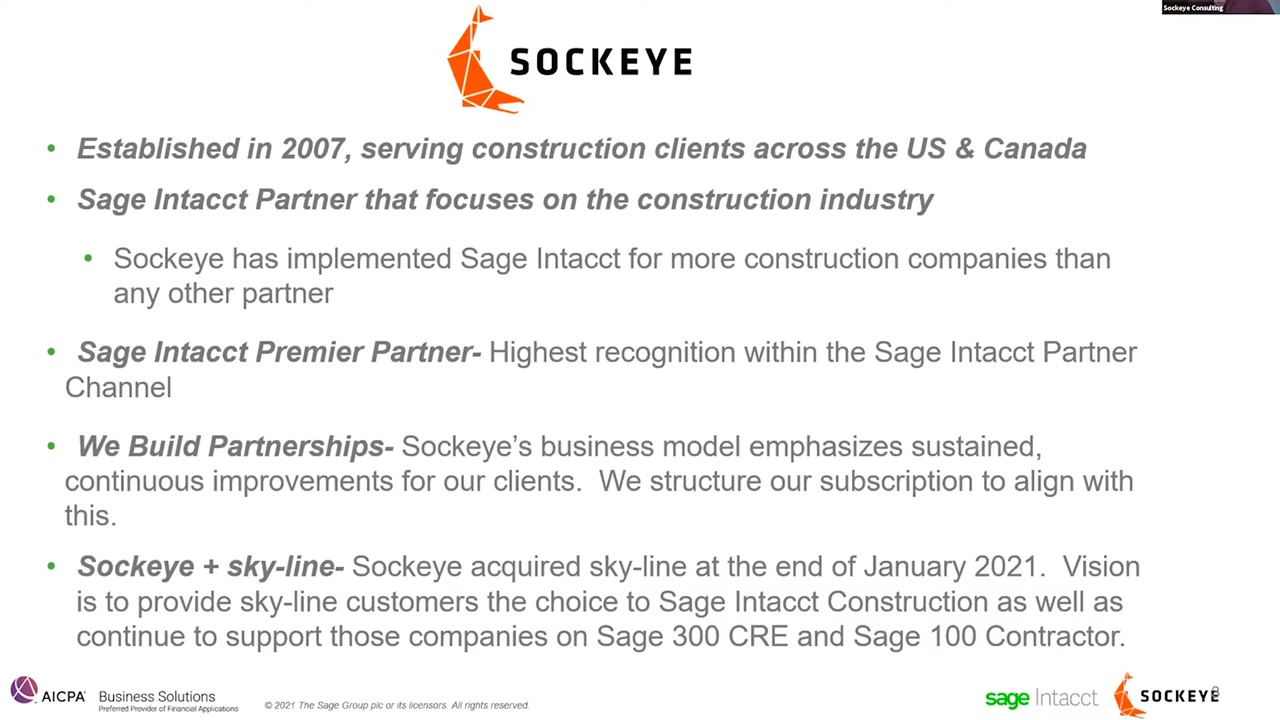 Sockeye Consulting
SOCKEYE
• Established in 2007, serving construction clients across the US & Canada
• Sage Intacct Partner that focuses on the construction industry
• Sockeye has implemented Sage Intacct for more construction companies than
any other partner
• Sage Intacct Premier Partner- Highest recognition within the Sage Intacct Partner
Channel
• We Build Partnerships- Sockeye’s business model emphasizes sustained,
continuous improvements for our clients.  We structure our subscription to align with
this.
• Sockeye + sky-line- Sockeye acquired sky-line at the end of January 2021.  Vision
is to provide sky-line customers the choice to Sage Intacct Construction as well as
continue to support those companies on Sage 300 CRE and Sage 100 Contractor.
AICPA Business Solutions
Preferred Provider of Financial Applications
© 2021 The Sage Group plc or its licensors. All rights reserved.
sage Intacct
SOCKEYE